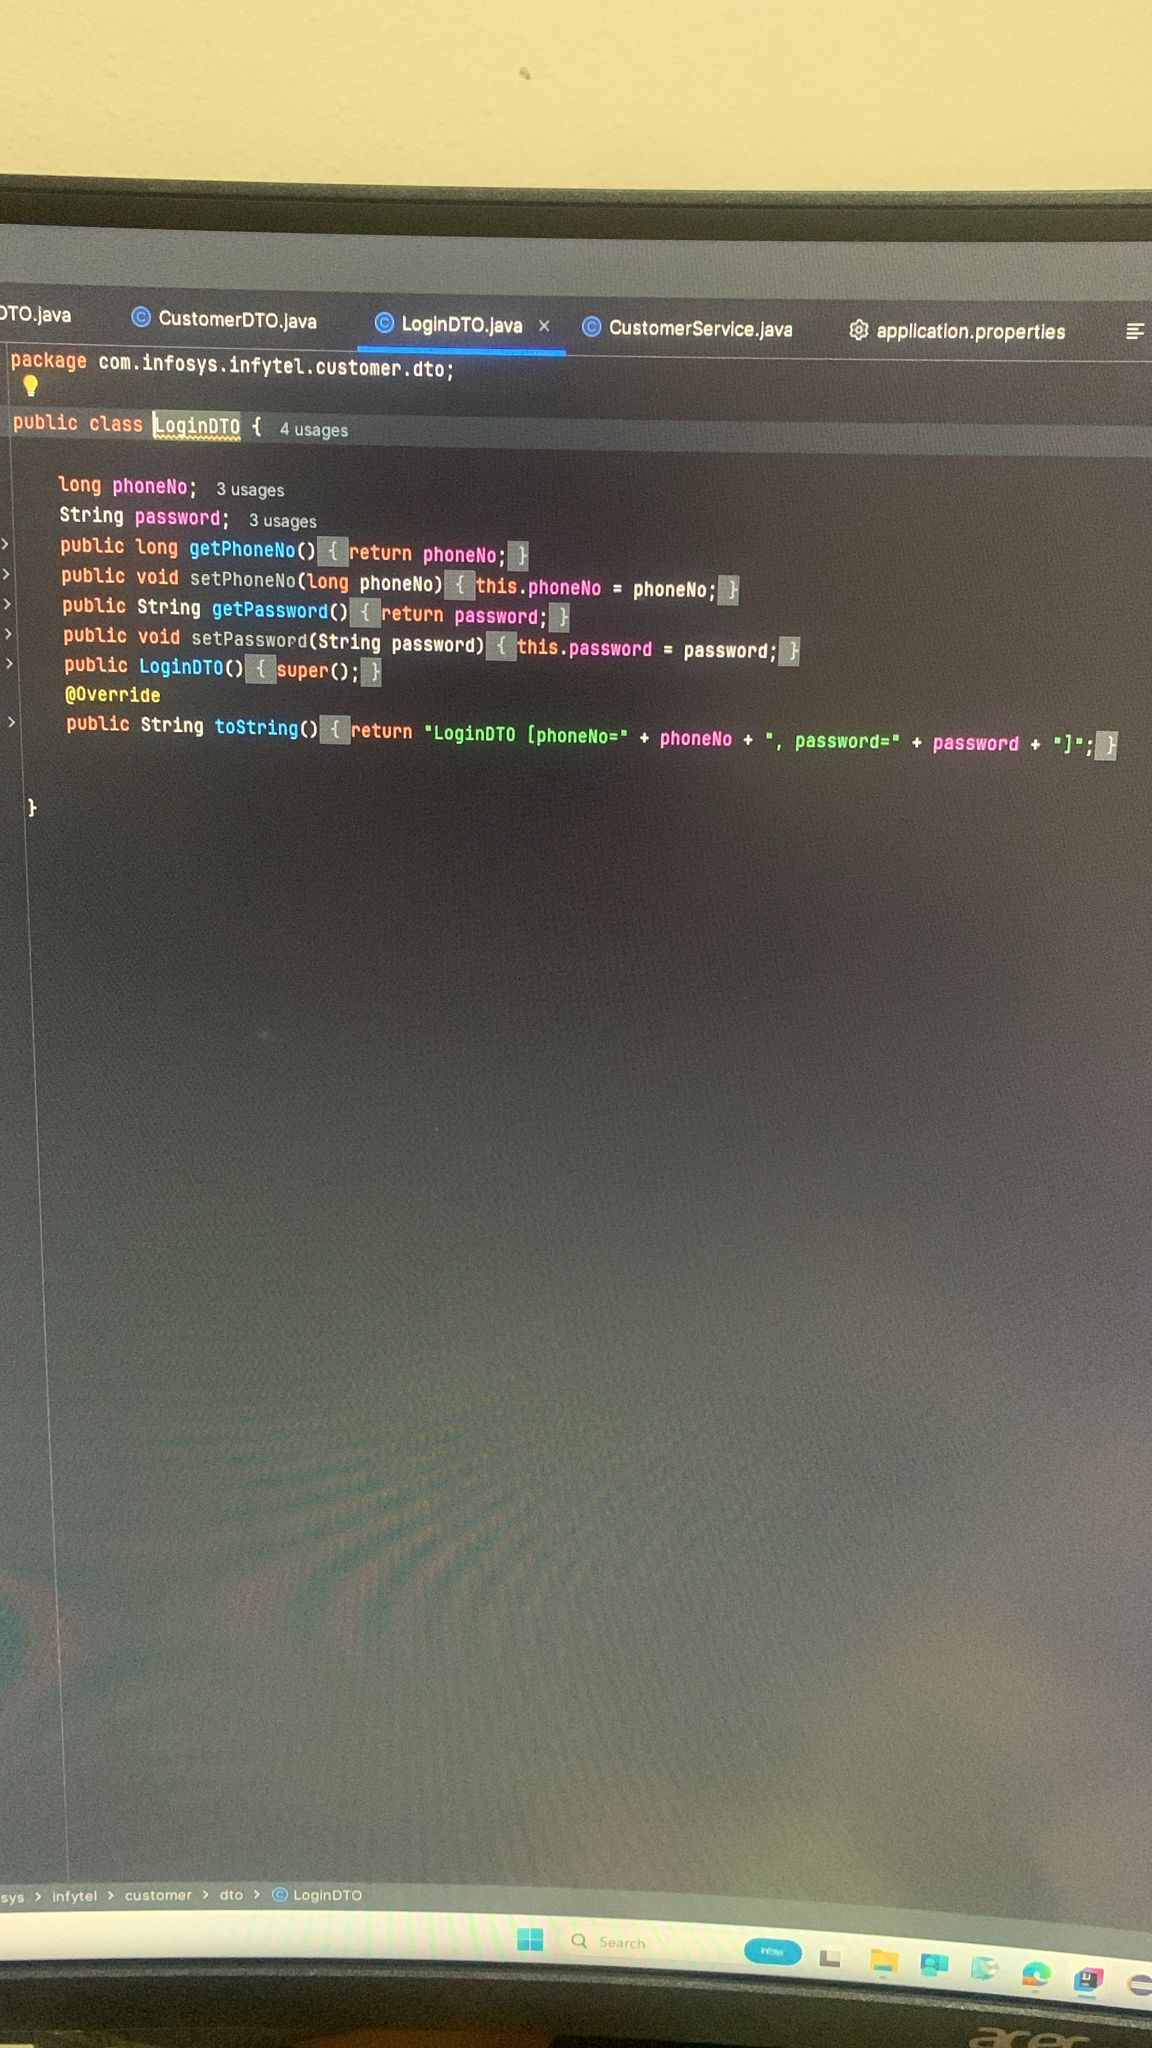 DTO.java CustomerDTO.java LoginDTO.java × CustomerService.java application.properties
package com.infosys.infytel.customer.dto;
public class LoginDTO { 4 usages
long phoneNo; 3 usages
String password; 3 usages
public long getPhoneNo() { return phoneNo; }
public void setPhoneNo(long phoneNo) { this.phoneNo = phoneNo; }
public String getPassword() { return password; }
public void setPassword(String password) { this.password = password; }
public LoginDTO() { super(); }
@Override
public String toString() { return "LoginDTO [phoneNo=" + phoneNo + ", password=" + password + "]"; }
}
sys > infytel > customer > dto > LoginDTO
Search
acer